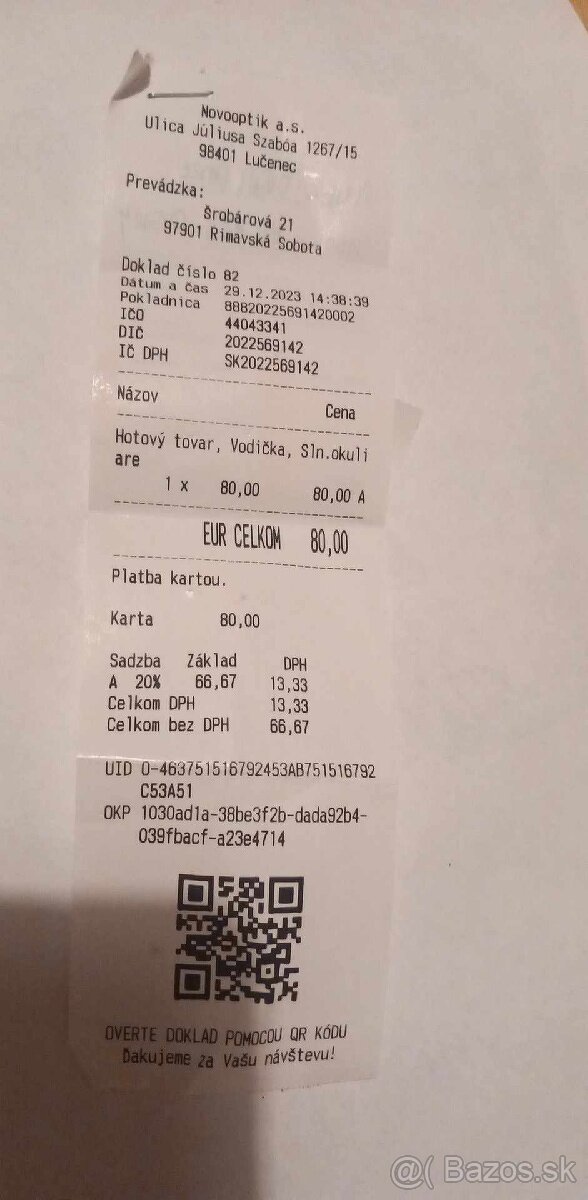 Novooptik a.s.
Ulica Júliusa Szabóa 1267/15
98401 Lučenec
Prevádzka:
Šrobárová 21
97901 Rimavská Sobota
Doklad číslo 82
Dátum a čas 29.12.2023 14:38:39
Pokladnica 88820225691420002
IČO 44043341
DIČ 2022569142
IČ DPH SK2022569142
Názov Cena
Hotový tovar, Vodička, Sln.okuli
are
1 x 80,00 80,00 A
EUR CELKOM 80,00
Platba kartou.
Karta 80,00
Sadzba Základ DPH
A 20% 66,67 13,33
Celkom DPH 13,33
Celkom bez DPH 66,67
UID O-463751516792453AB751516792
C53A51
OKP 1030ad1a-38be3f2b-dada92b4-
039fbacf-a23e4714
OVERTE DOKLAD POMOCOU QR KÓDU
Ďakujeme za Vašu návštevu!
@( Bazos.sk